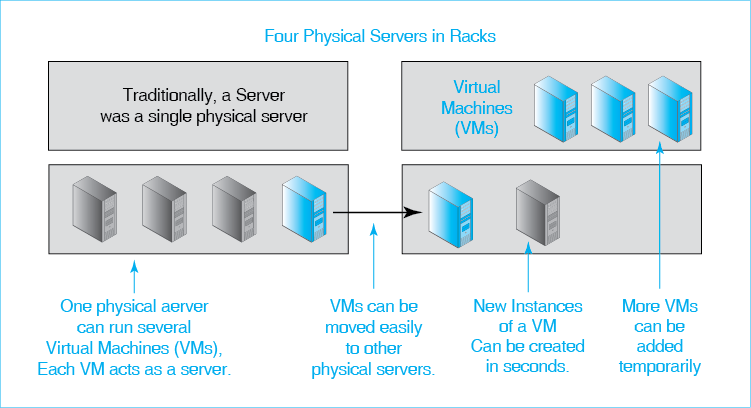 Four Physical Servers in Racks
Traditionally, a Server
was a single physical server
Virtual
Machines
(VMs)
One physical aerver
can run several
Virtual Machines (VMs),
Each VM acts as a server.
VMs can be
moved easily
to other
physical servers.
New Instances
of a VM
Can be created
in seconds.
More VMs
can be
added
temporarily